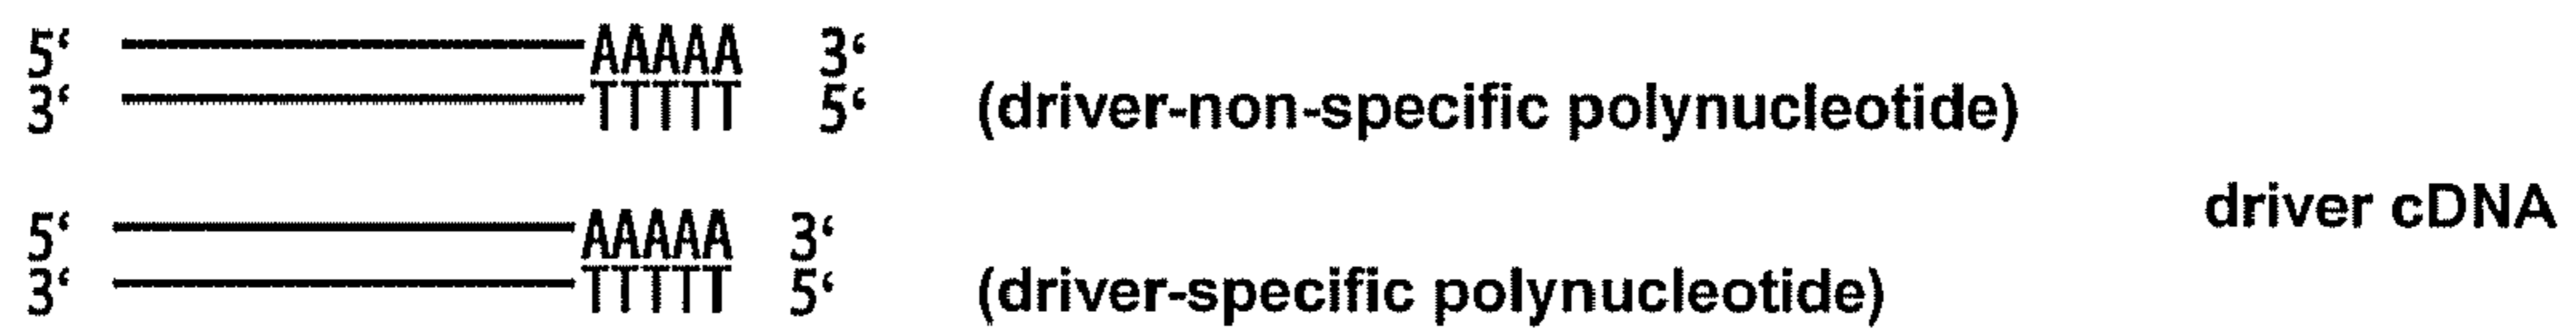 5‘ AAAAA 3‘
3‘ TTTTT 5‘ (driver-non-specific polynucleotide)
driver cDNA
5‘ AAAAA 3‘
3‘ TTTTT 5‘ (driver-specific polynucleotide)